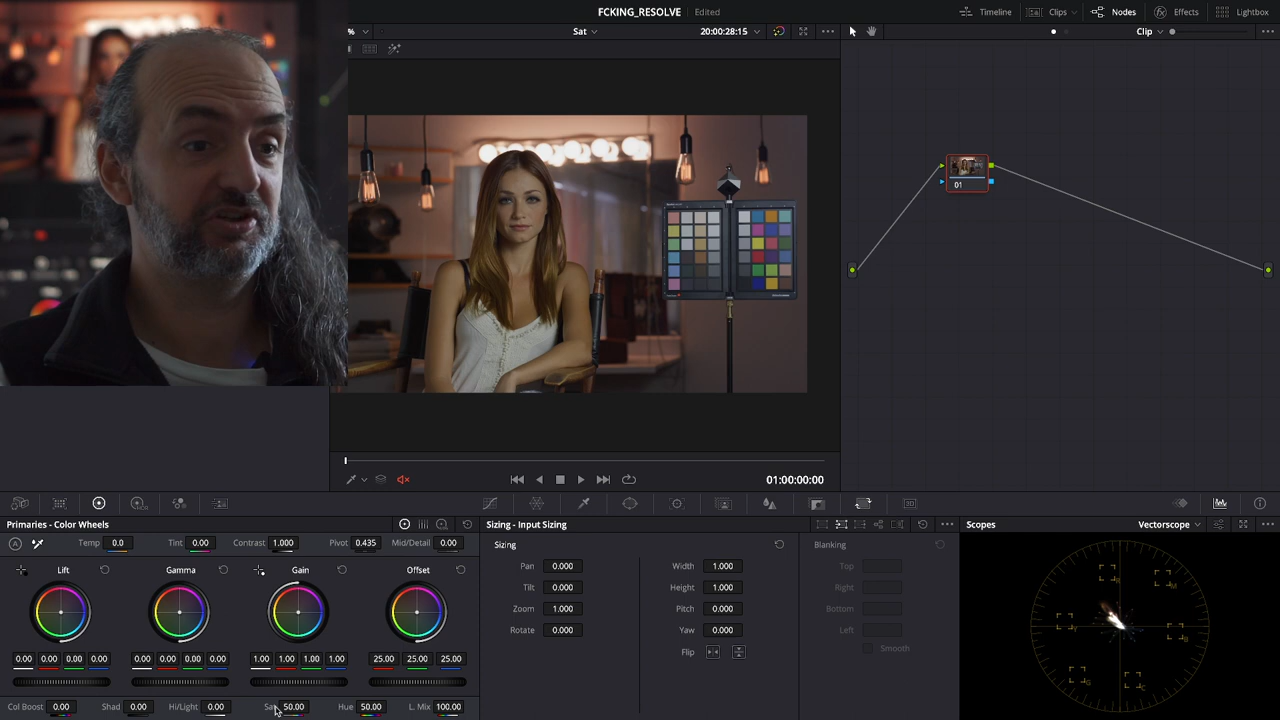 FCKING_RESOLVE Edited
Timeline Clips Nodes Effects Lightbox
% Sat 20:00:28:15 Clip
01
01:00:00:00
Primaries - Color Wheels Sizing - Input Sizing Scopes Vectorscope
Temp 0.0 Tint 0.00 Contrast 1.000 Pivot 0.435 Mid/Detail 0.00
Sizing Blanking
Lift Gamma Gain Offset
Pan 0.000 Width 1.000 Top
Tilt 0.000 Height 1.000 Right
Zoom 1.000 Pitch 0.000 Bottom
Rotate 0.000 Yaw 0.000 Left
Flip Smooth
0.00 0.00 0.00 0.00 0.00 0.00 0.00 0.00 1.00 1.00 1.00 1.00 25.00 25.00 25.00
Col Boost 0.00 Shad 0.00 Hi/Light 0.00 Sat 50.00 Hue 50.00 L. Mix 100.00
R M B C G Y